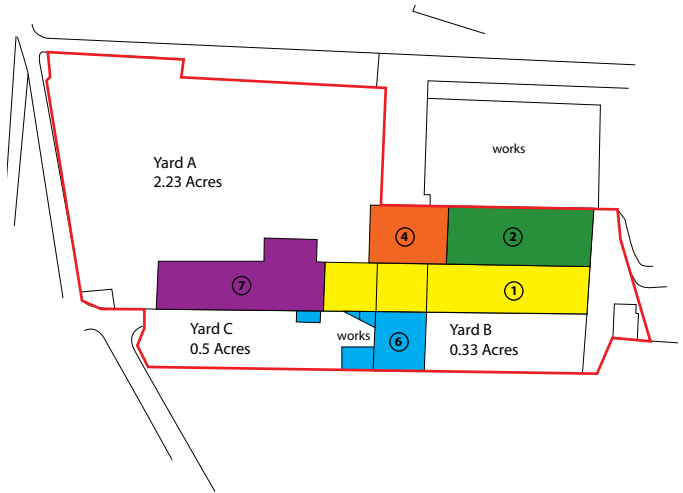 works
Yard A
2.23 Acres
4
2
7
1
Yard C
0.5 Acres
works
6
Yard B
0.33 Acres